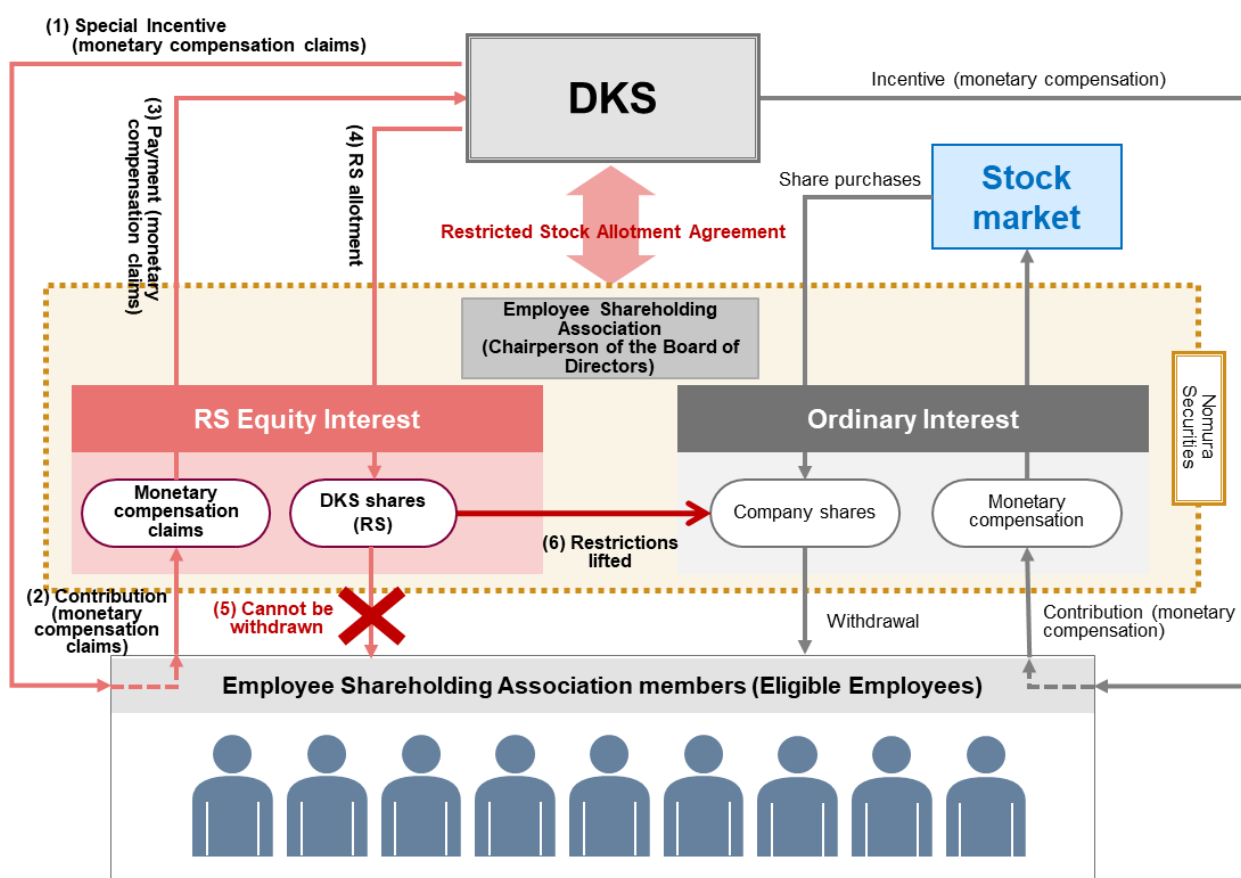 (1) Special Incentive
(monetary compensation claims)
DKS
Incentive (monetary compensation)
(3) Payment (monetary
compensation claims)
(4) RS
allotment
Share purchases
Stock
market
Restricted Stock Allotment Agreement
Employee Shareholding
Association
(Chairperson of the Board of
Directors)
Nomura
Securities
RS Equity Interest
Ordinary Interest
Monetary
compensation
claims
DKS shares
(RS)
Company shares
Monetary
compensation
(6) Restrictions
lifted
(2) Contribution
(monetary
compensation
claims)
(5) Cannot be
withdrawn
Withdrawal
Contribution (monetary
compensation)
Employee Shareholding Association members (Eligible Employees)